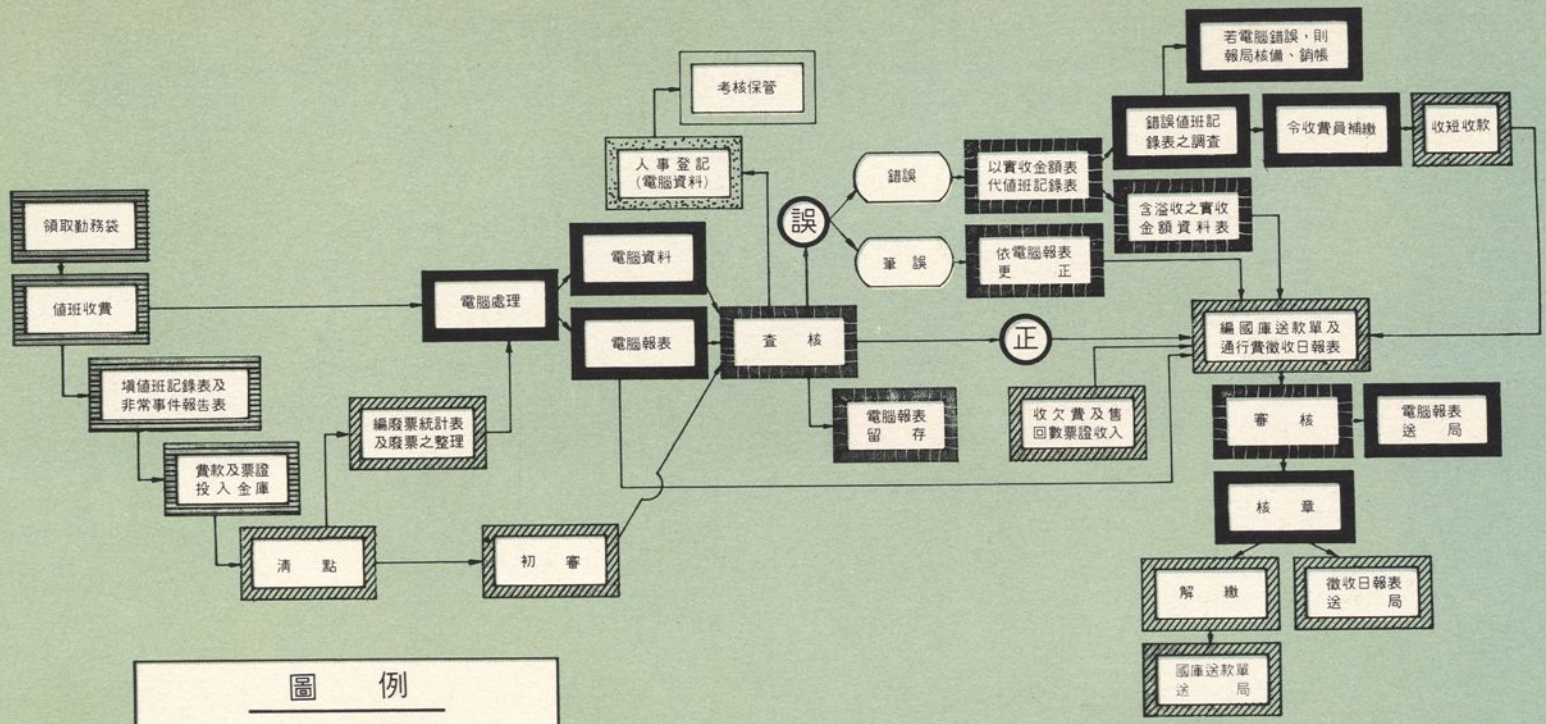 領取勤務袋
值班收費
填值班記錄表及
非常事件報告表
費款及票證
投入金庫
清點
編廢票統計表
及廢票之整理
初審
電腦處理
電腦資料
電腦報表
人事登記
(電腦資料)
考核保管
查核
誤
正
電腦報表
留存
錯誤
筆誤
以實收金額表
代值班記錄表
依電腦報表
更正
若電腦錯誤，則
報局核備、銷帳
錯誤值班記
錄表之調查
令收費員補繳
收短收款
含溢收之實收
金額資料表
收欠費及售
回數票證收入
編國庫送款單及
通行費徵收日報表
審核
電腦報表
送局
核章
解繳
徵收日報表
送局
國庫送款單
送局
圖例